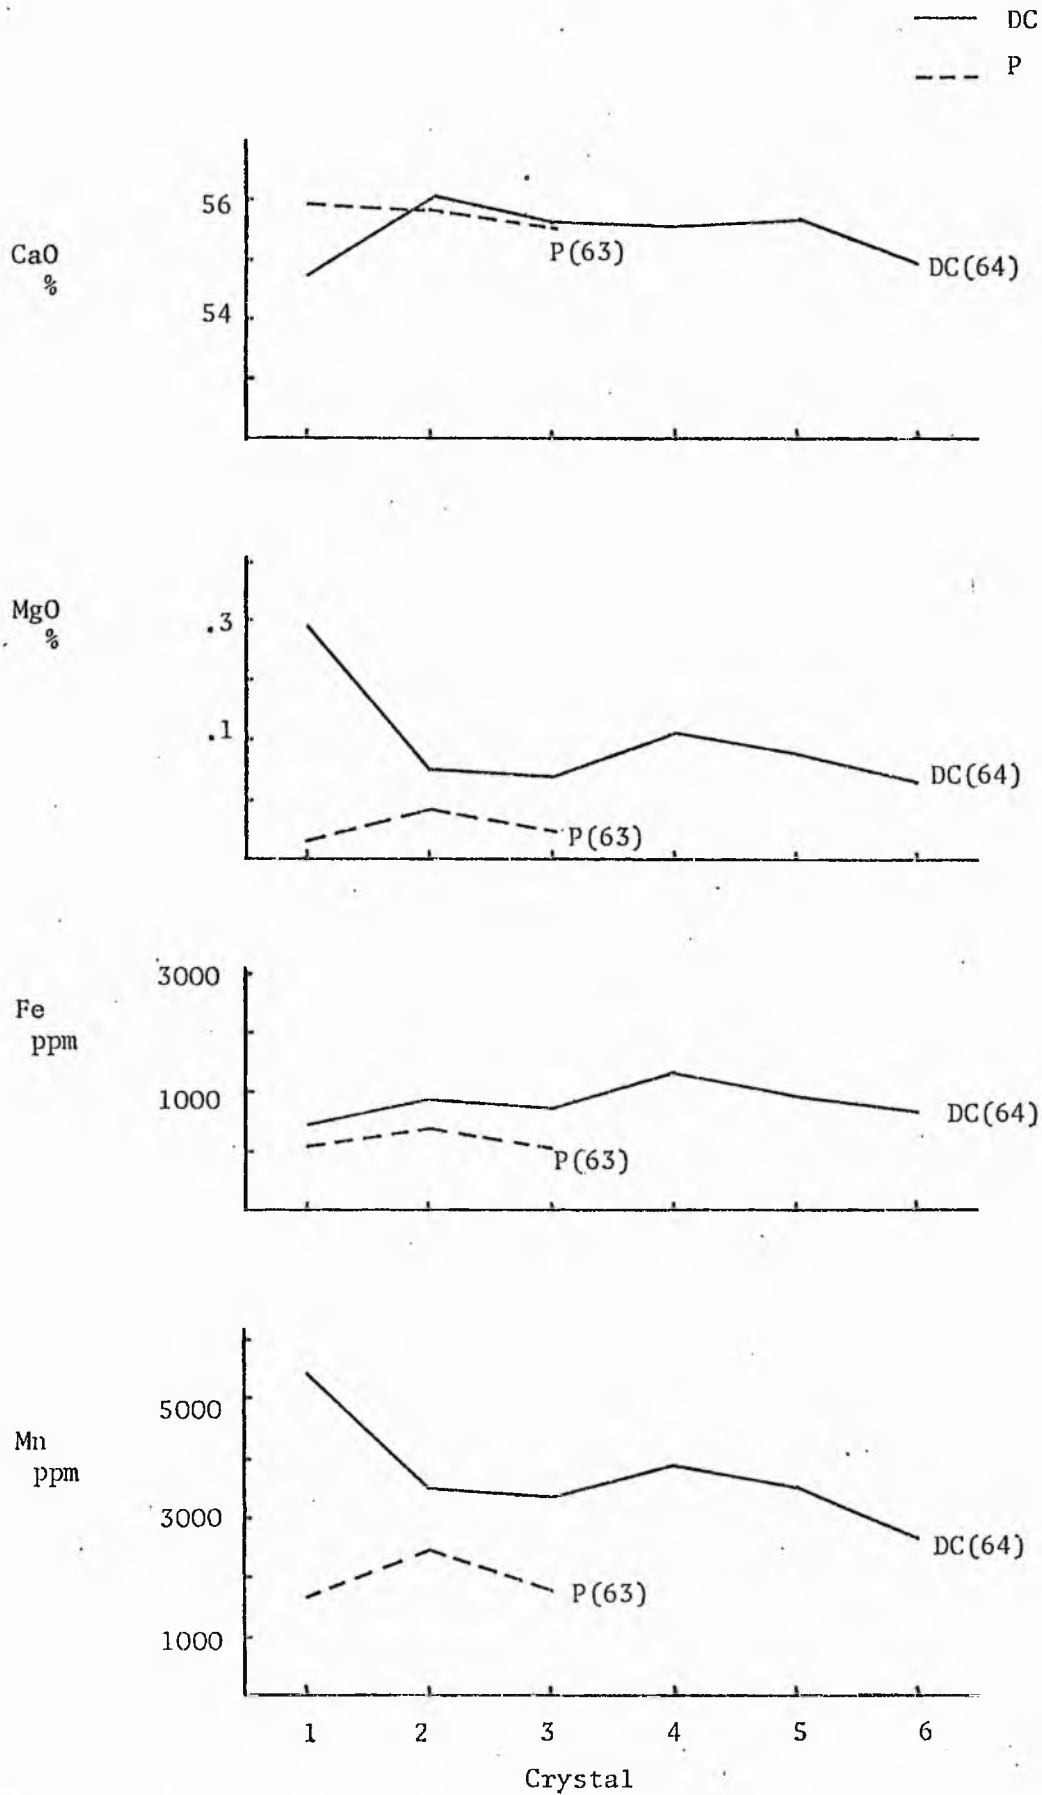 DC
P
56
CaO
%
54
P(63)
DC(64)
MgO
%
.3
.1
DC(64)
P(63)
3000
Fe
ppm
1000
DC(64)
P(63)
5000
Mn
ppm
3000
DC(64)
P(63)
1000
1 2 3 4 5 6
Crystal